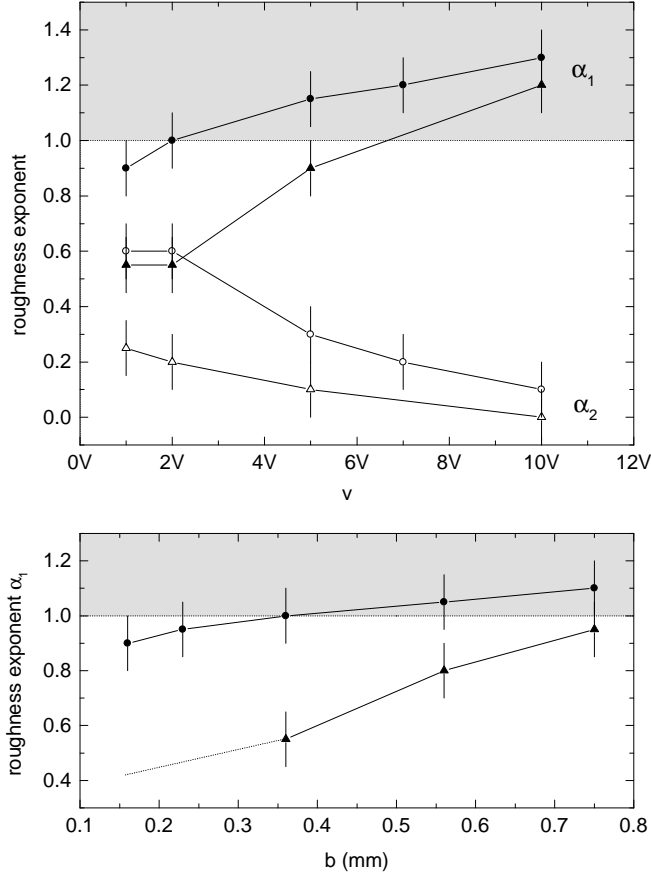 1.4
1.2
α1
1.0
0.8
0.6
0.4
0.2
0.0
α2
roughness exponent
0V 2V 4V 6V 8V 10V 12V
v
1.2
1.0
0.8
0.6
0.4
roughness exponent α1
0.1 0.2 0.3 0.4 0.5 0.6 0.7 0.8
b (mm)